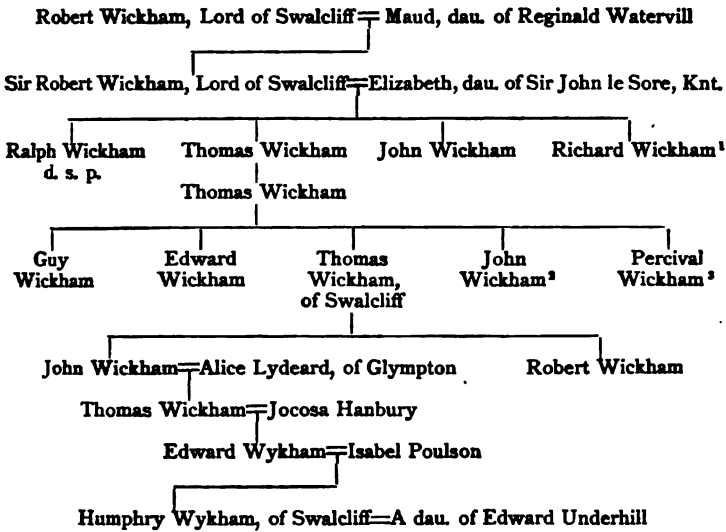 Robert Wickham, Lord of Swalcliff = Maud, dau. of Reginald Watervill
Sir Robert Wickham, Lord of Swalcliff = Elizabeth, dau. of Sir John le Sore, Knt.
Ralph Wickham d. s. p.
Thomas Wickham
John Wickham
Richard Wickham¹
Thomas Wickham
Guy Wickham
Edward Wickham
Thomas Wickham, of Swalcliff
John Wickham²
Percival Wickham³
John Wickham = Alice Lydeard, of Glympton
Robert Wickham
Thomas Wickham = Jocosa Hanbury
Edward Wykham = Isabel Poulson
Humphry Wykham, of Swalcliff = A dau. of Edward Underhill